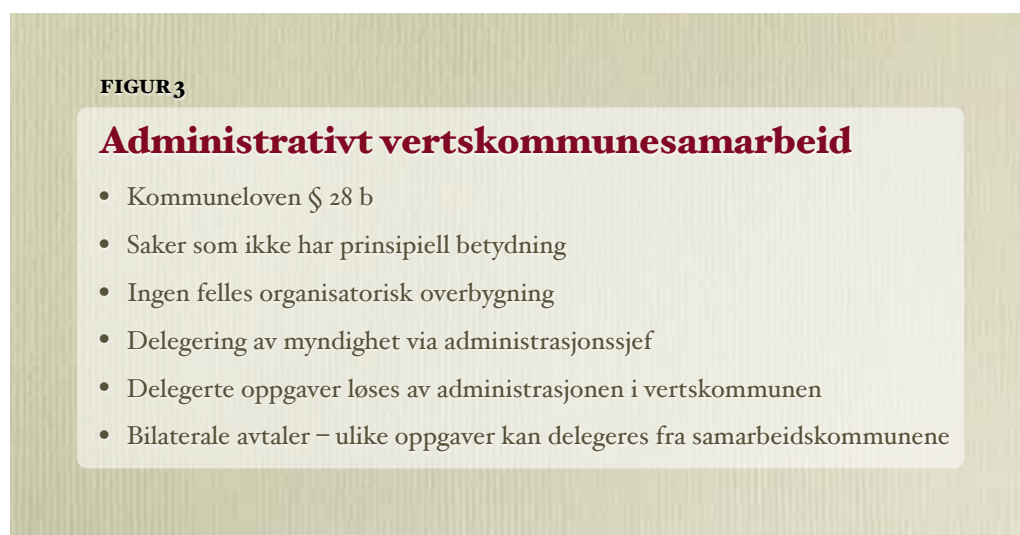 FIGUR 3
Administrativt vertskommunesamarbeid
• Kommuneloven § 28 b
• Saker som ikke har prinsipiell betydning
• Ingen felles organisatorisk overbygning
• Delegering av myndighet via administrasjonssjef
• Delegerte oppgaver løses av administrasjonen i vertskommunen
• Bilaterale avtaler – ulike oppgaver kan delegeres fra samarbeidskommunene